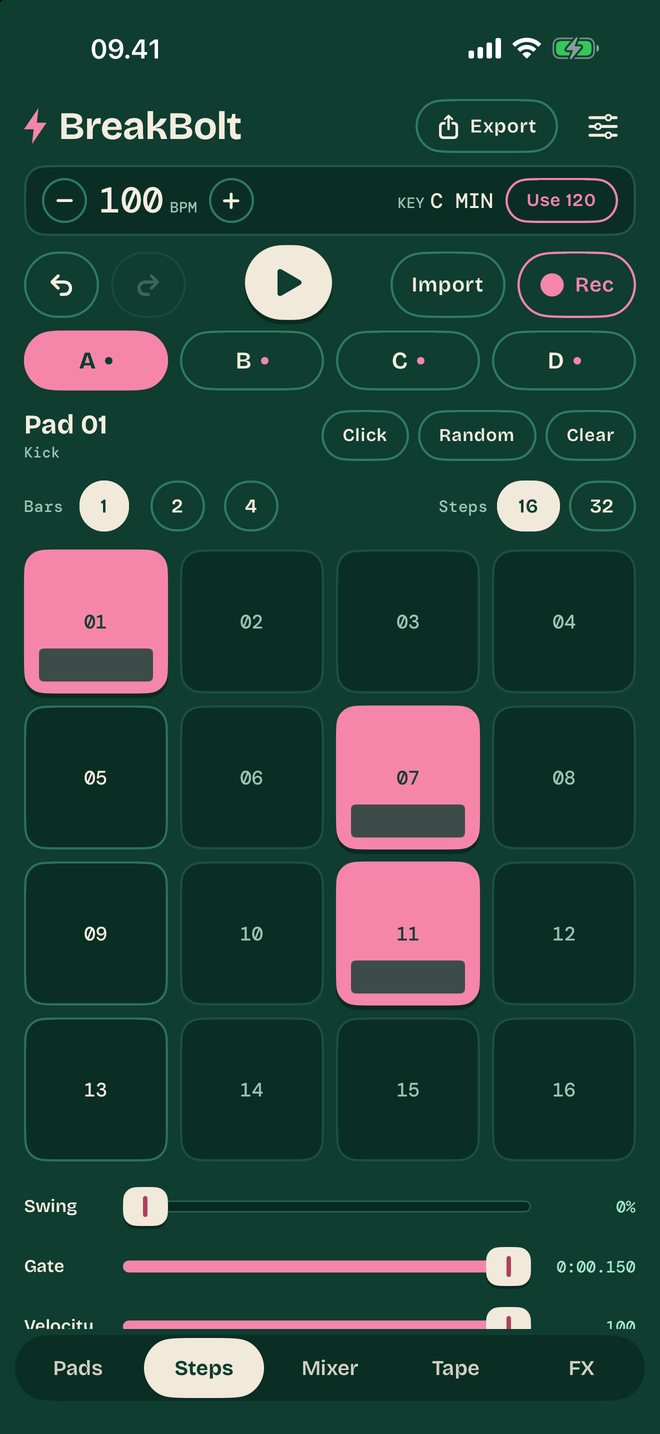 09.41
BreakBolt
Export
100 BPM
KEY C MIN
Use 120
Import
Rec
A
B
C
D
Pad 01
Kick
Click
Random
Clear
Bars
1
2
4
Steps
16
32
01
02
03
04
05
06
07
08
09
10
11
12
13
14
15
16
Swing
0%
Gate
0:00.150
Velocity
100
Pads
Steps
Mixer
Tape
FX